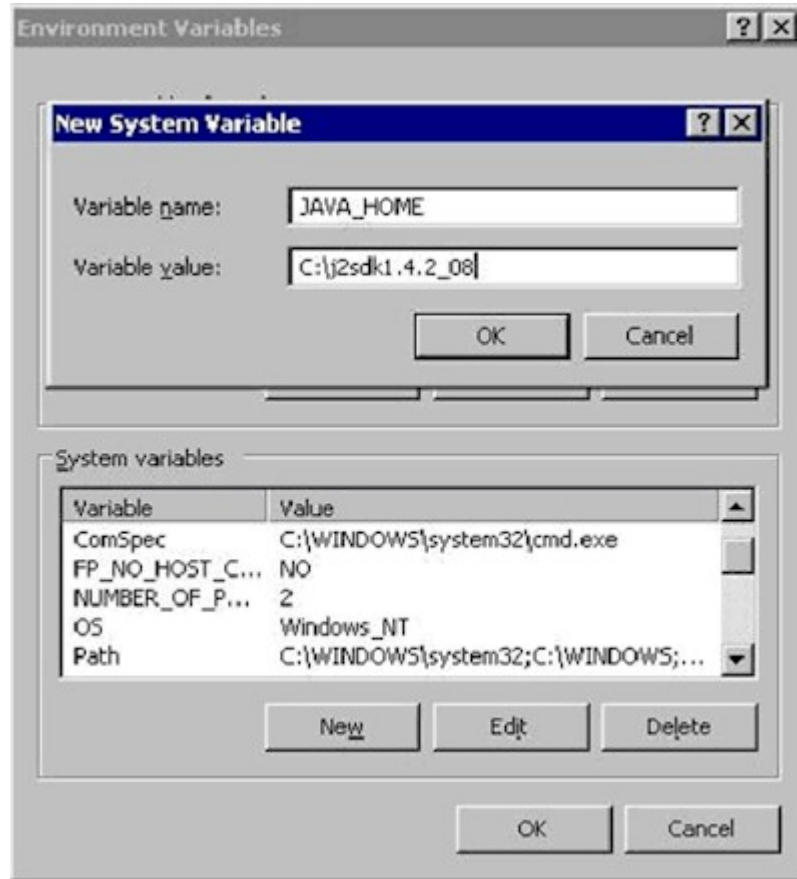 Environment Variables
New System Variable
Variable name:
JAVA_HOME
Variable value:
C:\j2sdk1.4.2_08
OK
Cancel
System variables
Variable Value
ComSpec C:\WINDOWS\system32\cmd.exe
FP_NO_HOST_C... NO
NUMBER_OF_P... 2
OS Windows_NT
Path C:\WINDOWS\system32;C:\WINDOWS;...
New
Edit
Delete
OK
Cancel